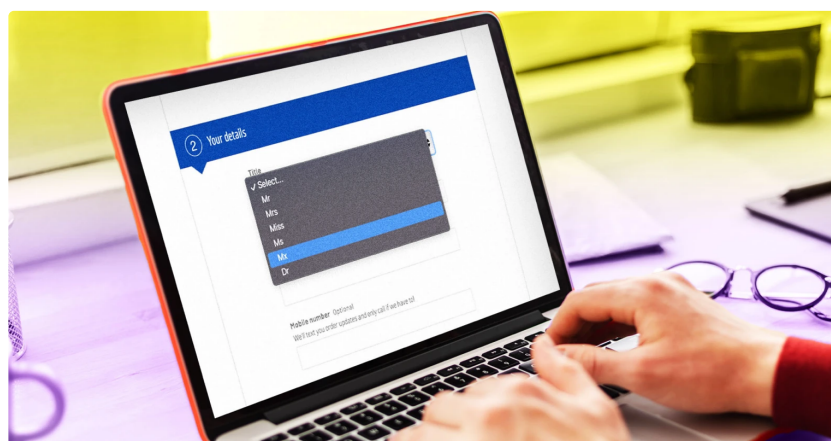 2 Your details
Title
✓ Select...
Mr
Mrs
Miss
Ms
Mx
Dr
Mobile number Optional
We'll text you order updates and only call if we have to!